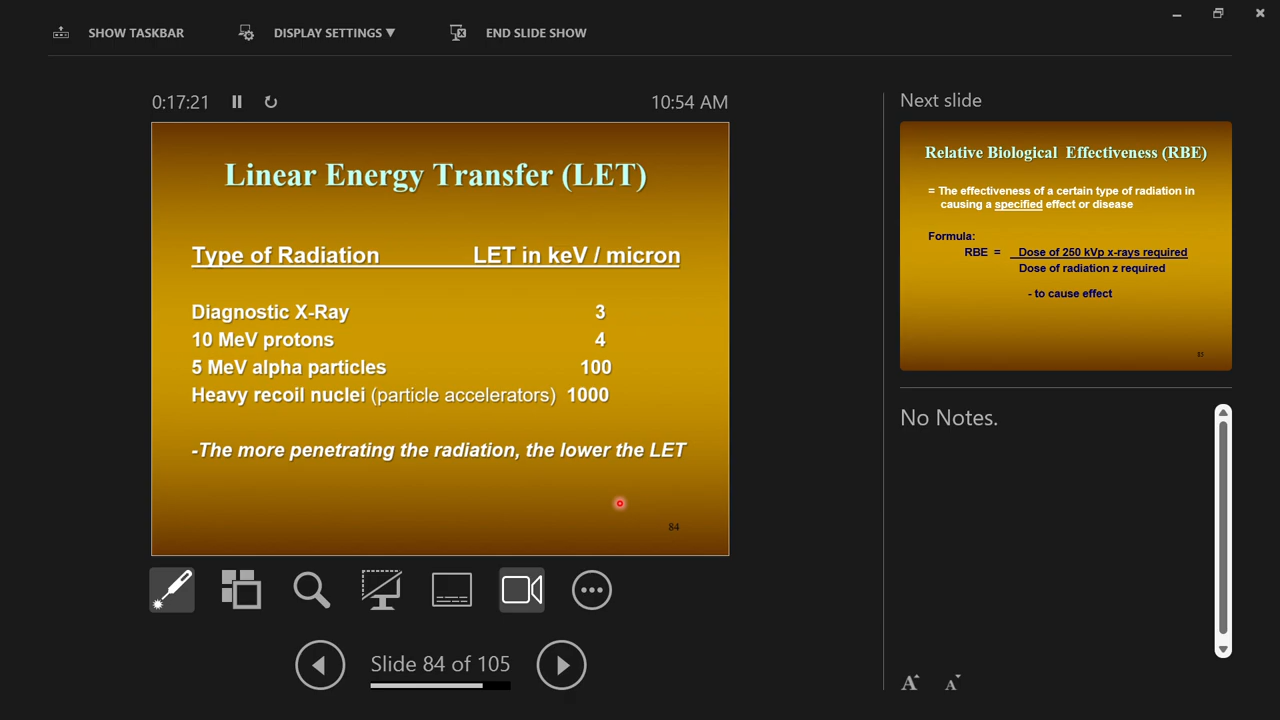 SHOW TASKBAR
DISPLAY SETTINGS ▼
END SLIDE SHOW
0:17:21
10:54 AM
Linear Energy Transfer (LET)
Type of Radiation LET in keV / micron
Diagnostic X-Ray 3
10 MeV protons 4
5 MeV alpha particles 100
Heavy recoil nuclei (particle accelerators) 1000
-The more penetrating the radiation, the lower the LET
84
Slide 84 of 105
Next slide
Relative Biological Effectiveness (RBE)
= The effectiveness of a certain type of radiation in
causing a specified effect or disease
Formula:
RBE = Dose of 250 kVp x-rays required
Dose of radiation z required
- to cause effect
85
No Notes.
A A